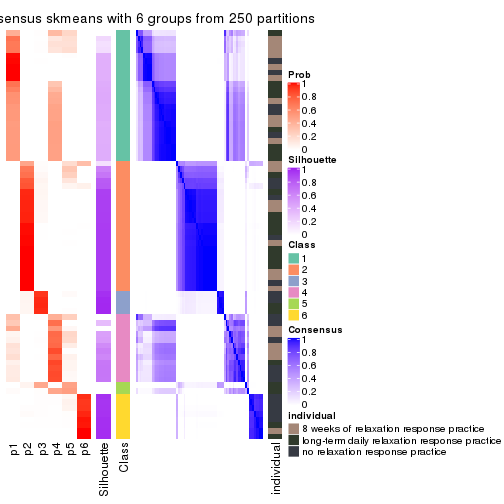 sensus skmeans with 6 groups from 250 partitions
Prob
1
0.8
0.6
0.4
0.2
0
Silhouette
1
0.8
0.6
0.4
0.2
0
Class
1
2
3
4
5
6
Consensus
1
0.8
0.6
0.4
0.2
0
individual
8 weeks of relaxation response practice
long-term daily relaxation response practice
no relaxation response practice
p1
p2
p3
p4
p5
p6
Silhouette
Class
individual